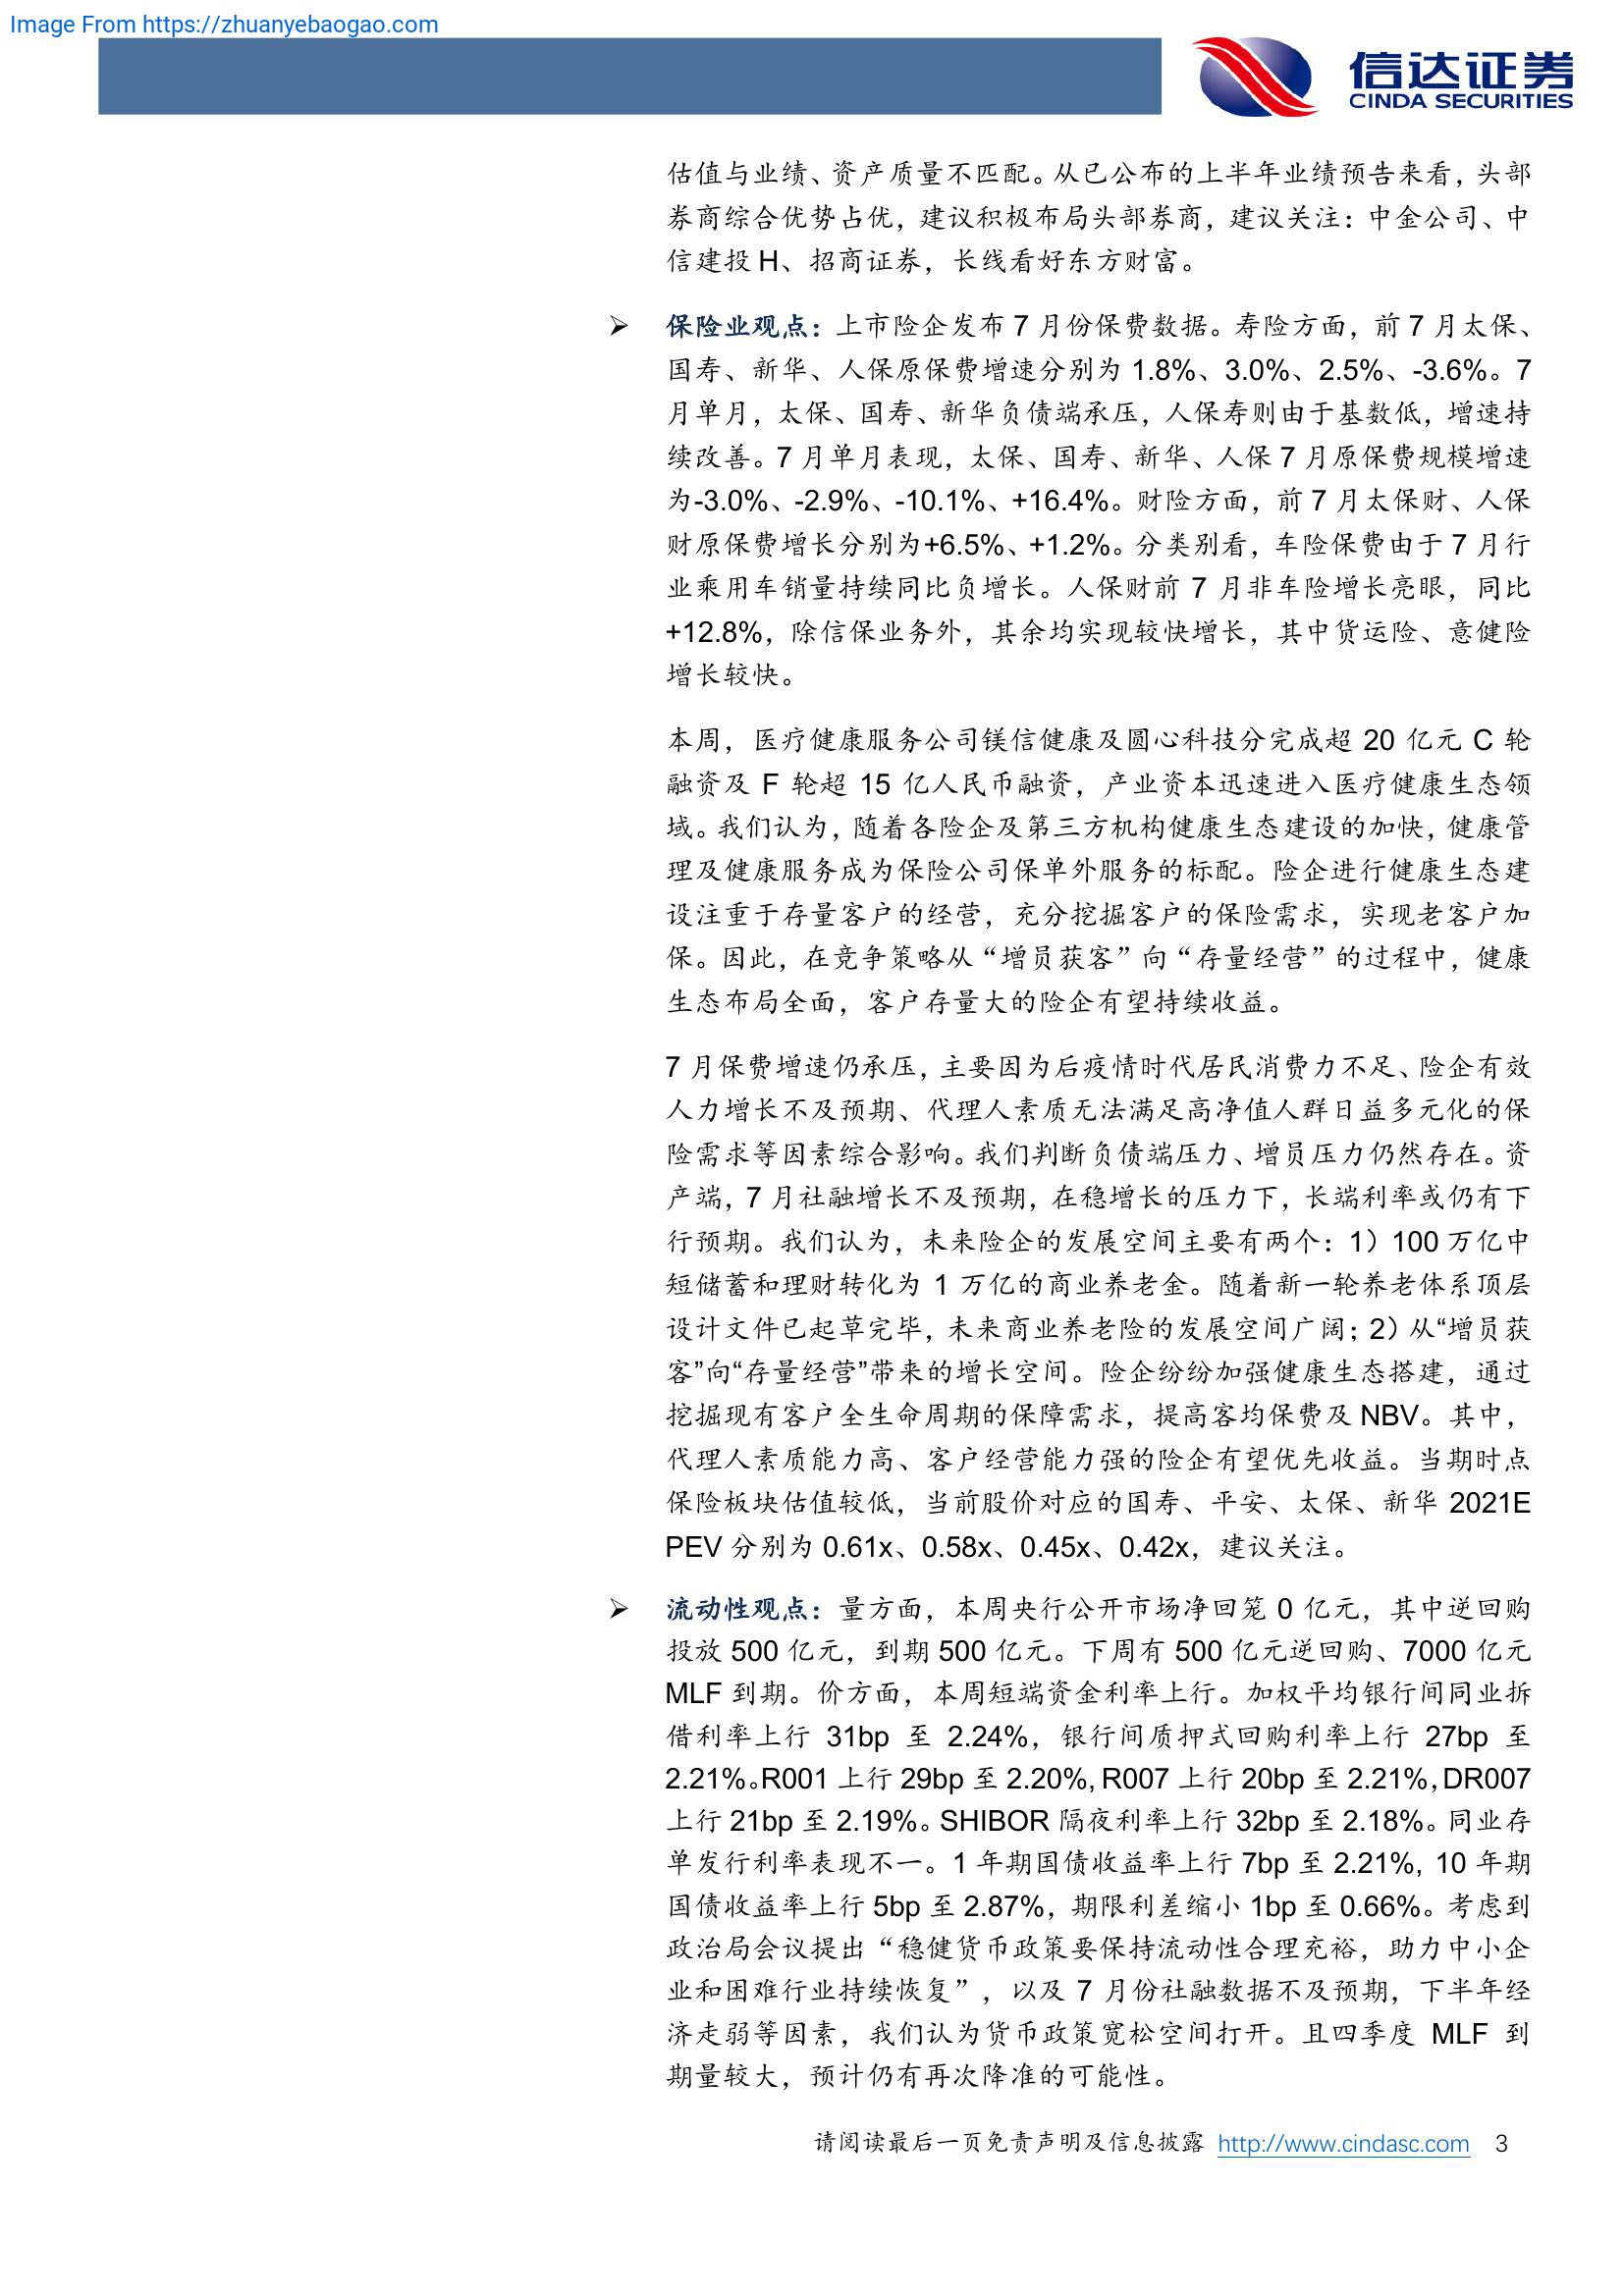 Image From https://zhuanyebaogao.com
信达证券
CINDA SECURITIES
估值与业绩、资产质量不匹配。从已公布的上半年业绩预告来看，头部
券商综合优势占优，建议积极布局头部券商，建议关注：中金公司、中
信建投 H、招商证券，长线看好东方财富。
➢ 保险业观点：上市险企发布 7 月份保费数据。寿险方面，前 7 月太保、
国寿、新华、人保原保费增速分别为 1.8%、3.0%、2.5%、-3.6%。7
月单月，太保、国寿、新华负债端承压，人保寿则由于基数低，增速持
续改善。7 月单月表现，太保、国寿、新华、人保 7 月原保费规模增速
为-3.0%、-2.9%、-10.1%、+16.4%。财险方面，前 7 月太保财、人保
财原保费增长分别为+6.5%、+1.2%。分类别看，车险保费由于 7 月行
业乘用车销量持续同比负增长。人保财前 7 月非车险增长亮眼，同比
+12.8%，除信保业务外，其余均实现较快增长，其中货运险、意健险
增长较快。
本周，医疗健康服务公司镁信健康及圆心科技分完成超 20 亿元 C 轮
融资及 F 轮超 15 亿人民币融资，产业资本迅速进入医疗健康生态领
域。我们认为，随着各险企及第三方机构健康生态建设的加快，健康管
理及健康服务成为保险公司保单外服务的标配。险企进行健康生态建
设注重于存量客户的经营，充分挖掘客户的保险需求，实现老客户加
保。因此，在竞争策略从“增员获客”向“存量经营”的过程中，健康
生态布局全面，客户存量大的险企有望持续收益。
7 月保费增速仍承压，主要因为后疫情时代居民消费力不足、险企有效
人力增长不及预期、代理人素质无法满足高净值人群日益多元化的保
险需求等因素综合影响。我们判断负债端压力、增员压力仍然存在。资
产端，7 月社融增长不及预期，在稳增长的压力下，长端利率或仍有下
行预期。我们认为，未来险企的发展空间主要有两个：1）100 万亿中
短储蓄和理财转化为 1 万亿的商业养老金。随着新一轮养老体系顶层
设计文件已起草完毕，未来商业养老险的发展空间广阔；2）从“增员获
客”向“存量经营”带来的增长空间。险企纷纷加强健康生态搭建，通过
挖掘现有客户全生命周期的保障需求，提高客均保费及 NBV。其中，
代理人素质能力高、客户经营能力强的险企有望优先收益。当期时点
保险板块估值较低，当前股价对应的国寿、平安、太保、新华 2021E
PEV 分别为 0.61x、0.58x、0.45x、0.42x，建议关注。
➢ 流动性观点：量方面，本周央行公开市场净回笼 0 亿元，其中逆回购
投放 500 亿元，到期 500 亿元。下周有 500 亿元逆回购、7000 亿元
MLF 到期。价方面，本周短端资金利率上行。加权平均银行间同业拆
借利率上行 31bp 至 2.24%，银行间质押式回购利率上行 27bp 至
2.21%。R001 上行 29bp 至 2.20%，R007 上行 20bp 至 2.21%，DR007
上行 21bp 至 2.19%。SHIBOR 隔夜利率上行 32bp 至 2.18%。同业存
单发行利率表现不一。1 年期国债收益率上行 7bp 至 2.21%，10 年期
国债收益率上行 5bp 至 2.87%，期限利差缩小 1bp 至 0.66%。考虑到
政治局会议提出“稳健货币政策要保持流动性合理充裕，助力中小企
业和困难行业持续恢复”，以及 7 月份社融数据不及预期，下半年经
济走弱等因素，我们认为货币政策宽松空间打开。且四季度 MLF 到
期量较大，预计仍有再次降准的可能性。
请阅读最后一页免责声明及信息披露 http://www.cindasc.com 3